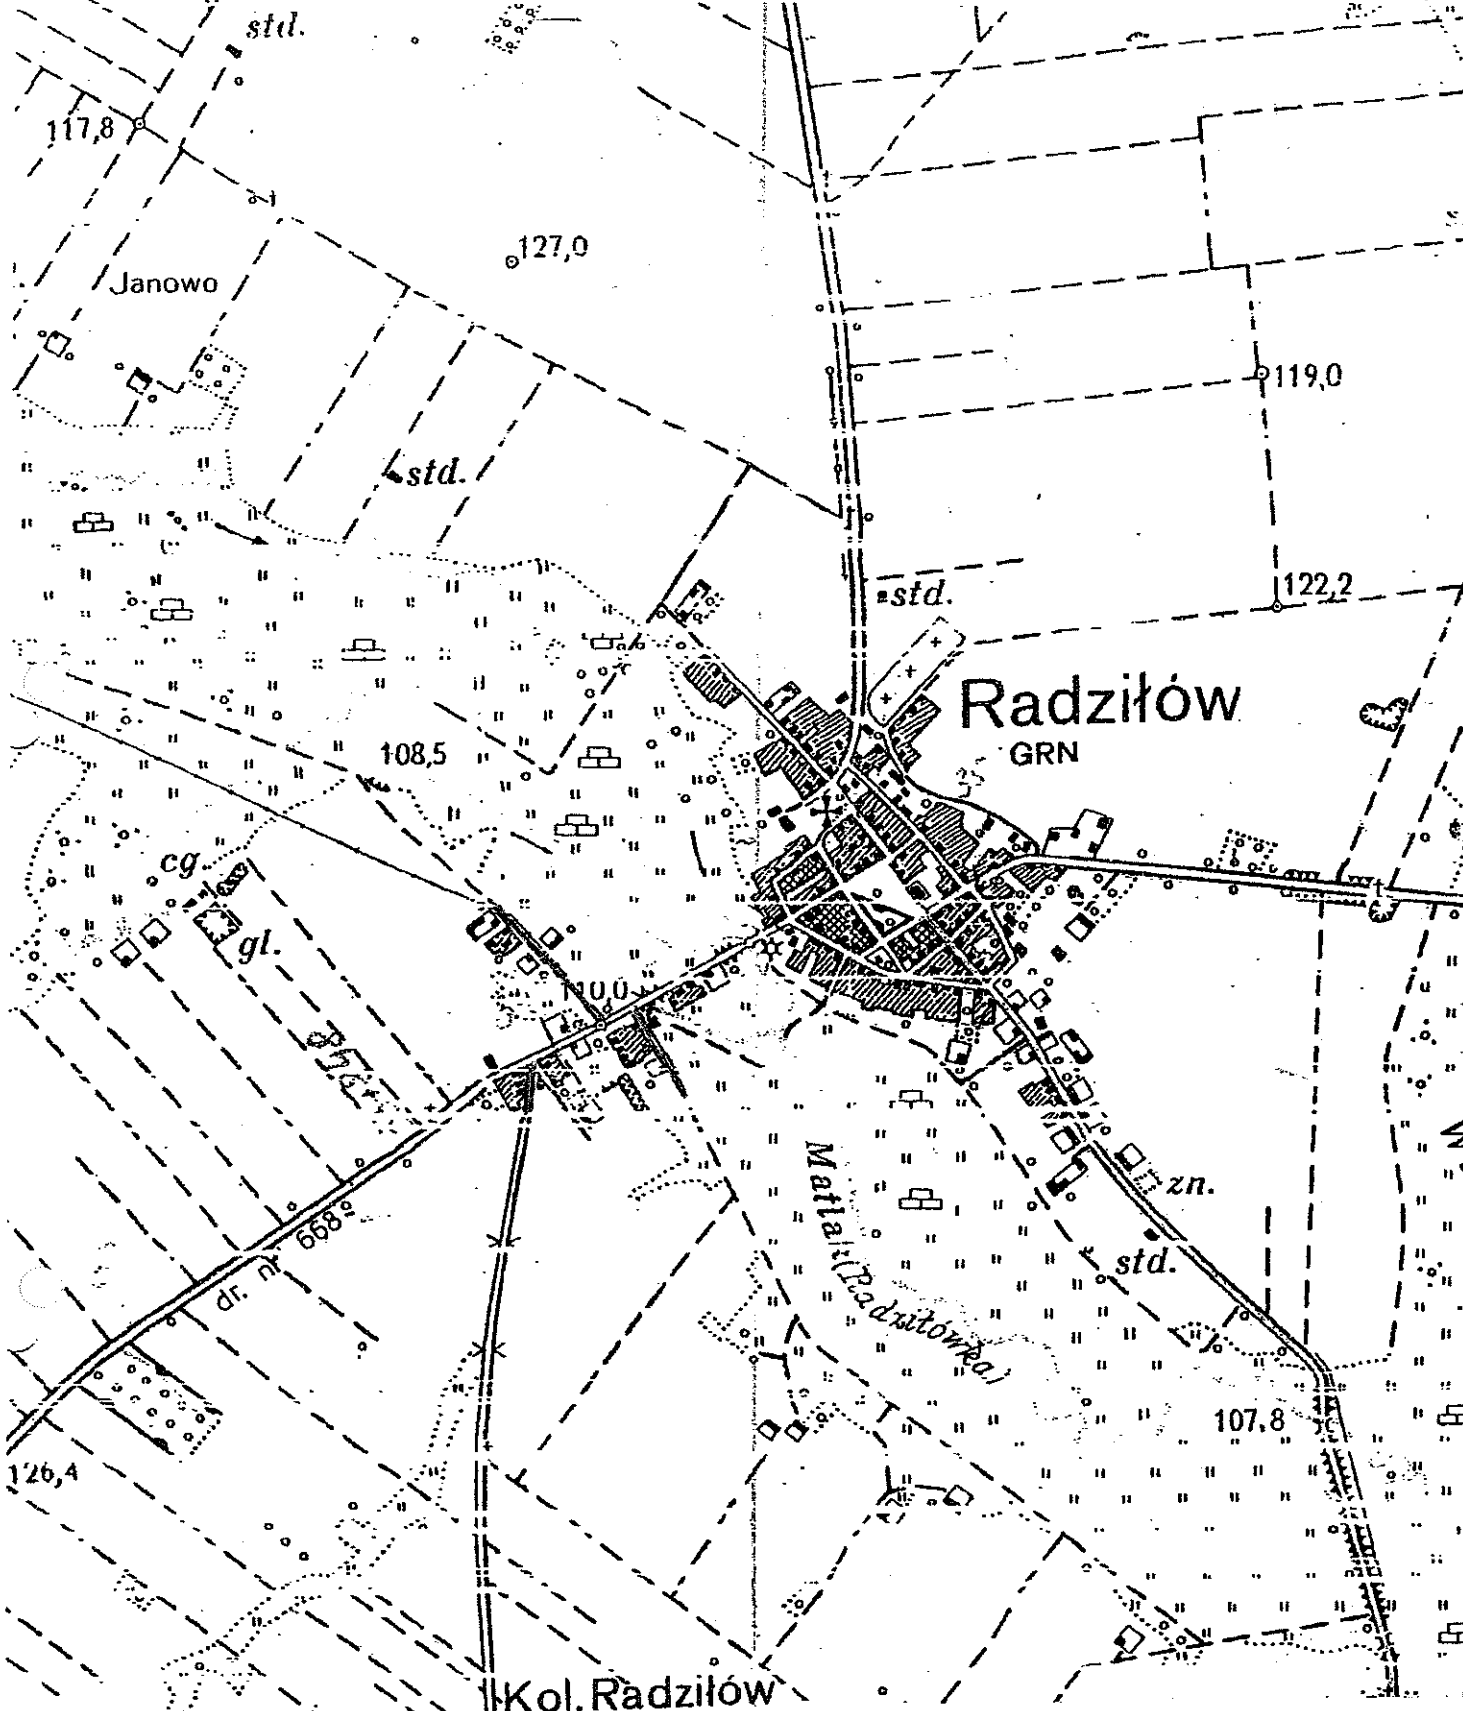 std.
117,8
127,0
Janowo
119,0
std.
std.
122,2
Radziłów
GRN
108,5
cg.
gl.
110,0
zn.
Matlak (Radziłówka)
std.
668
dr. nr
107,8
126,4
Kol. Radziłów